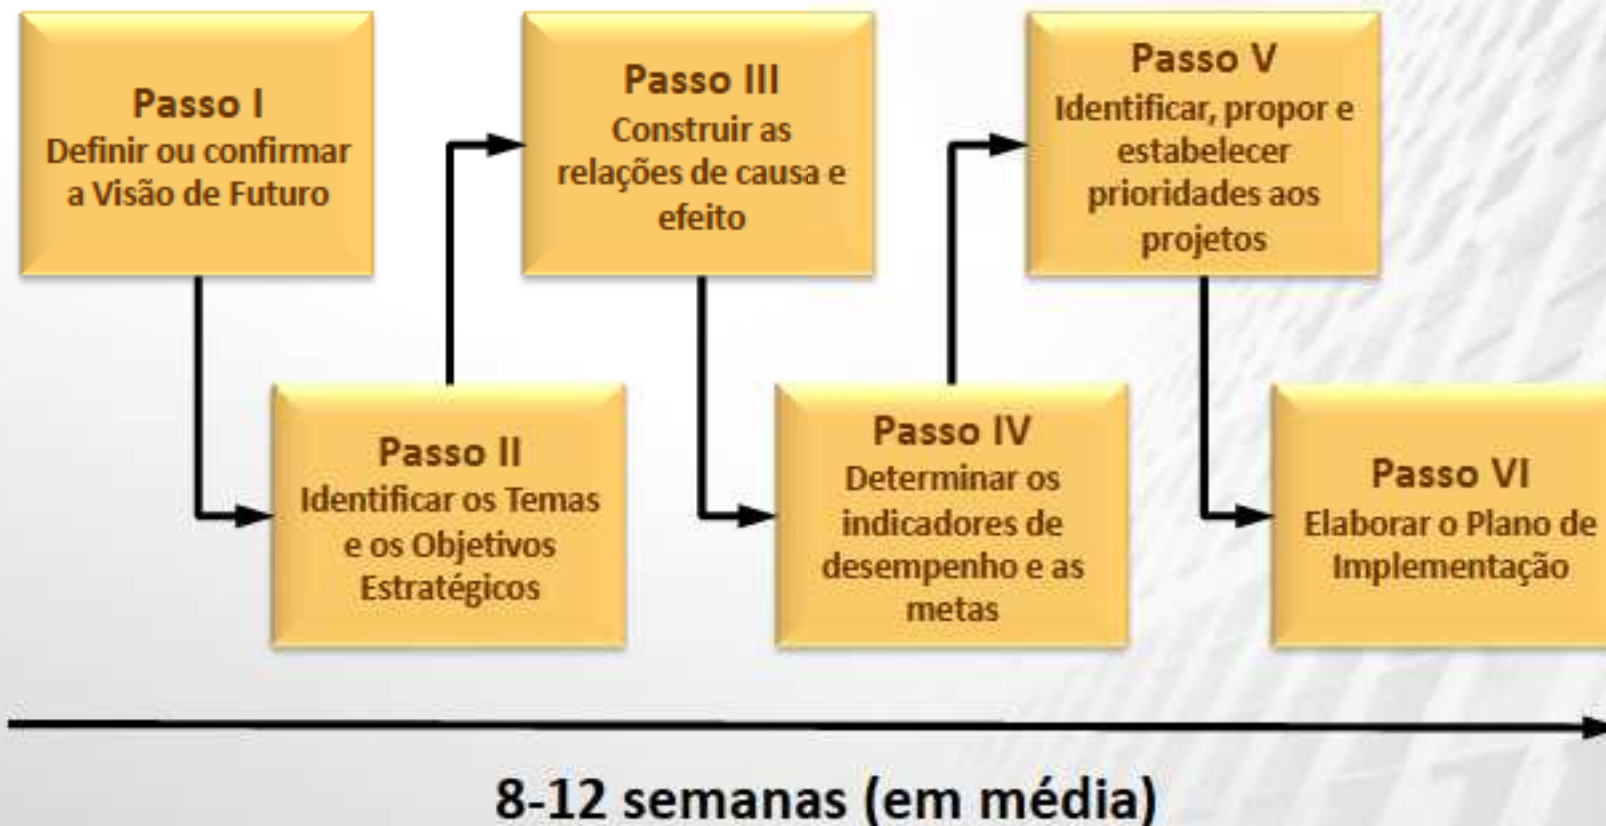 Passo I
Definir ou confirmar
a Visão de Futuro
Passo II
Identificar os Temas
e os Objetivos
Estratégicos
Passo III
Construir as
relações de causa e
efeito
Passo IV
Determinar os
indicadores de
desempenho e as
metas
Passo V
Identificar, propor e
estabelecer
prioridades aos
projetos
Passo VI
Elaborar o Plano de
Implementação
8-12 semanas (em média)